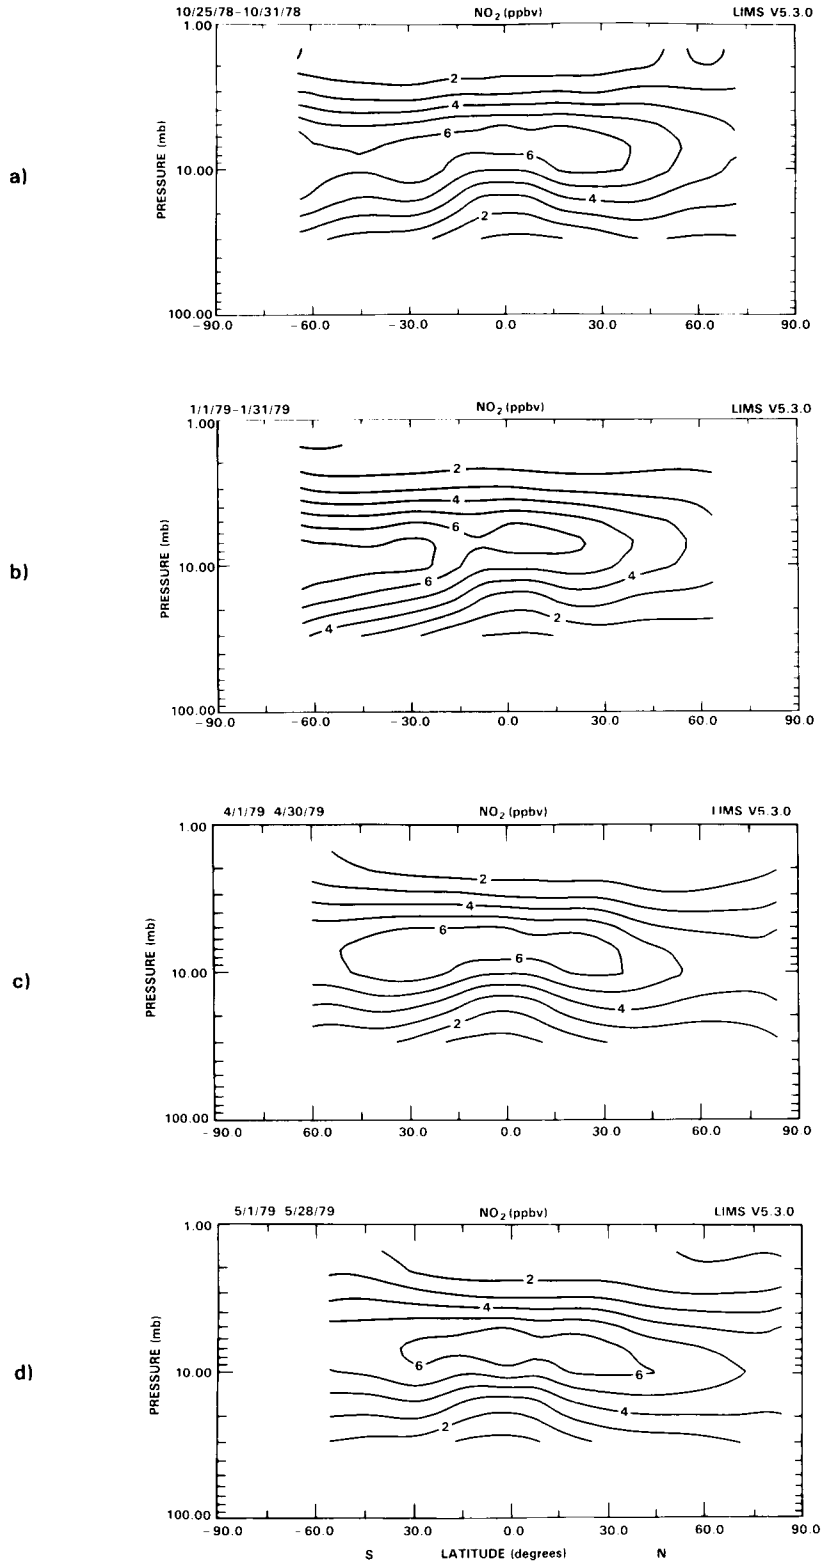 10/25/78-10/31/78 NO2 (ppbv) LIMS V5.3.0
1.00
2
4
6
6
PRESSURE (mb)
a)
10.00
4
2
100.00
-90.0 -60.0 -30.0 0.0 30.0 60.0 90.0
1/1/79-1/31/79 NO2 (ppbv) LIMS V5.3.0
1.00
2
4
6
PRESSURE (mb)
b)
10.00
6
4
2
4
100.00
-90.0 -60.0 -30.0 0.0 30.0 60.0 90.0
4/1/79 4/30/79 NO2 (ppbv) LIMS V5.3.0
1.00
2
4
6
6
PRESSURE (mb)
c)
10.00
4
2
100.00
-90.0 60.0 30.0 0.0 30.0 60.0 90.0
5/1/79 5/28/79 NO2 (ppbv) LIMS V5.3.0
1.00
2
4
6
6
PRESSURE (mb)
d)
10.00
4
2
100.00
-90.0 -60.0 -30.0 0.0 30.0 60.0 90.0
S LATITUDE (degrees) N